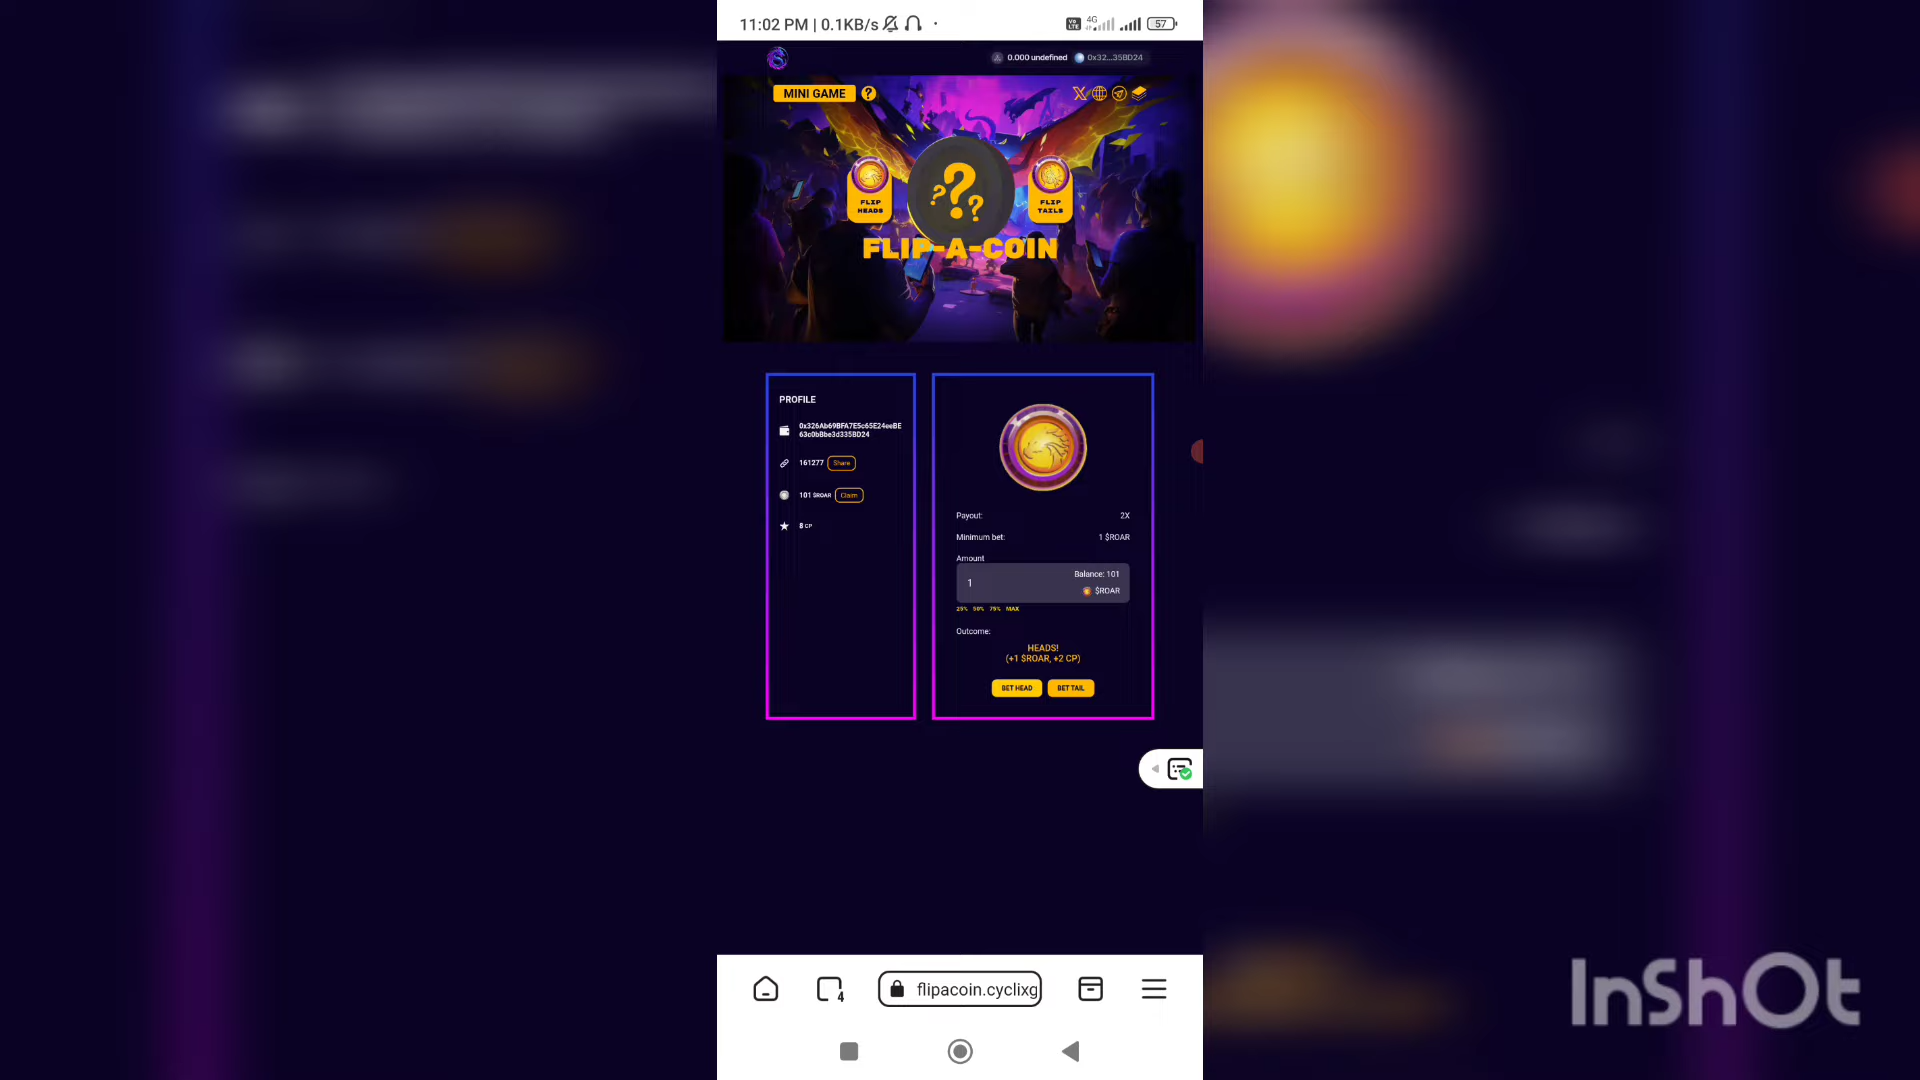 11:02 PM | 0.1KB/s
Vo LTE 4G 57
0.000 undefined 0x32...35BD24
MINI GAME ?
???
FLIP HEADS
FLIP TAILS
FLIP-A-COIN
PROFILE
0x326Ab69BFA7E5c65E24eeBE
63c0bBbe3d335BD24
161277 Share
101 $ROAR Claim
8 CP
Payout: 2X
Minimum bet: 1 $ROAR
Amount
1
Balance: 101
$ROAR
25% 50% 75% MAX
Outcome:
HEADS!
(+1 $ROAR, +2 CP)
BET HEAD BET TAIL
4
flipacoin.cyclixg
InShOt